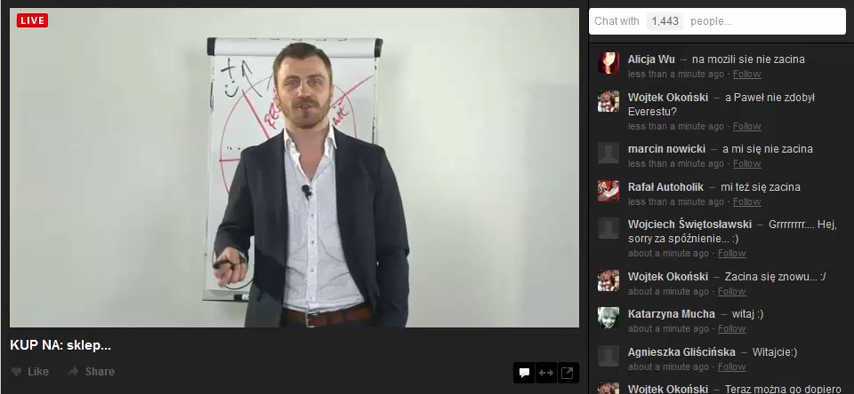 LIVE
KUP NA: sklep...
Like
Share
Chat with 1,443 people...
Alicja Wu – na mozili sie nie zacina
less than a minute ago · Follow
Wojtek Okoński – a Paweł nie zdobył
Everestu?
less than a minute ago · Follow
marcin nowicki – a mi się nie zacina
less than a minute ago · Follow
Rafał Autoholik – mi też się zacina
less than a minute ago · Follow
Wojciech Świętosławski – Grrrrrrrr.... Hej,
sorry za spóźnienie... :)
about a minute ago · Follow
Wojtek Okoński – Zacina się znowu... :/
about a minute ago · Follow
Katarzyna Mucha – witaj :)
about a minute ago · Follow
Agnieszka Gliścińska – Witajcie:)
about a minute ago · Follow
Wojtek Okoński – Teraz można go dopiero